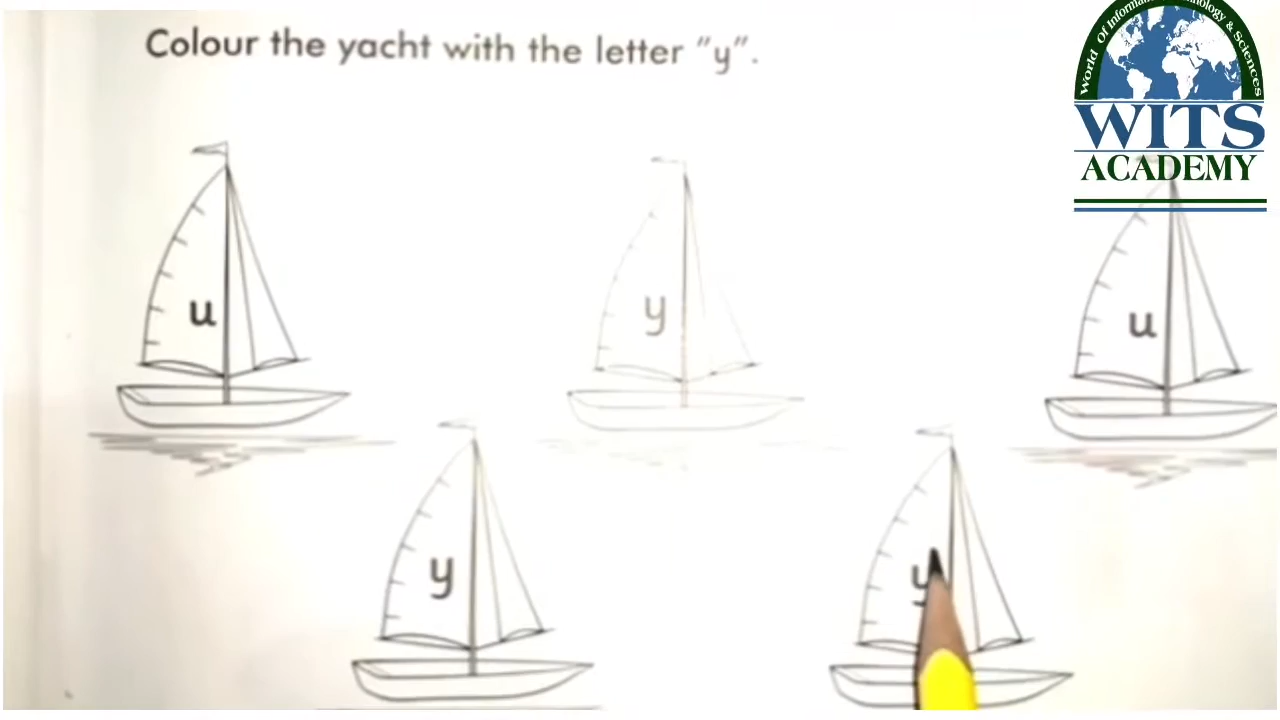 Colour the yacht with the letter "y".
World Of Information Technology & Sciences
WITS
ACADEMY
u
y
u
y
y